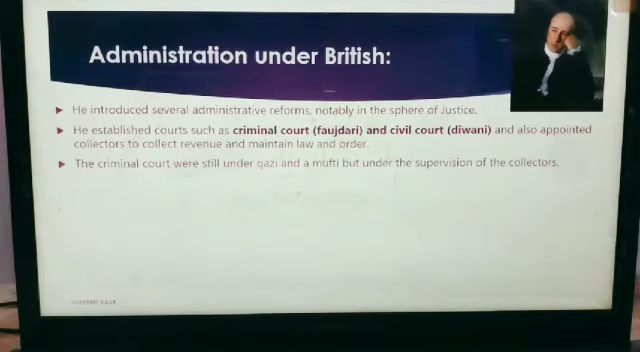 Administration under British:
He introduced several administrative reforms, notably in the sphere of Justice.
He established courts such as criminal court (faujdari) and civil court (diwani) and also appointed
collectors to collect revenue and maintain law and order.
The criminal court were still under qazi and a mufti but under the supervision of the collectors.